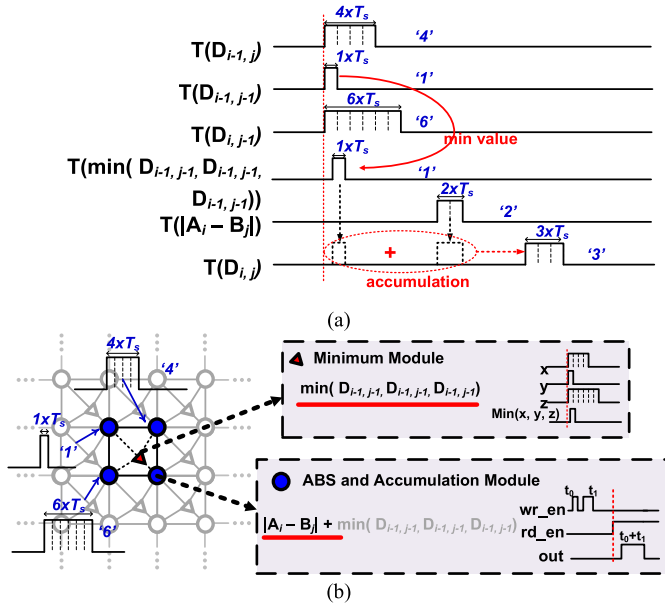 4xTs
T(Di-1, j) ‘4’
1xTs
T(Di-1, j-1) ‘1’
6xTs
T(Di, j-1) ‘6’
min value
1xTs
T(min( Di-1, j-1, Di-1, j-1, ‘1’
Di-1, j-1))
2xTs
T(|Ai – Bj|) ‘2’
3xTs
+
T(Di, j) ‘3’
accumulation
(a)
4xTs
‘4’
1xTs
‘1’
6xTs
‘6’
Minimum Module
min( Di-1, j-1, Di-1, j-1, Di-1, j-1)
x
y
z
Min(x, y, z)
ABS and Accumulation Module
|Ai – Bj| + min( Di-1, j-1, Di-1, j-1, Di-1, j-1)
t0 t1
wr_en
rd_en
t0+t1
out
(b)